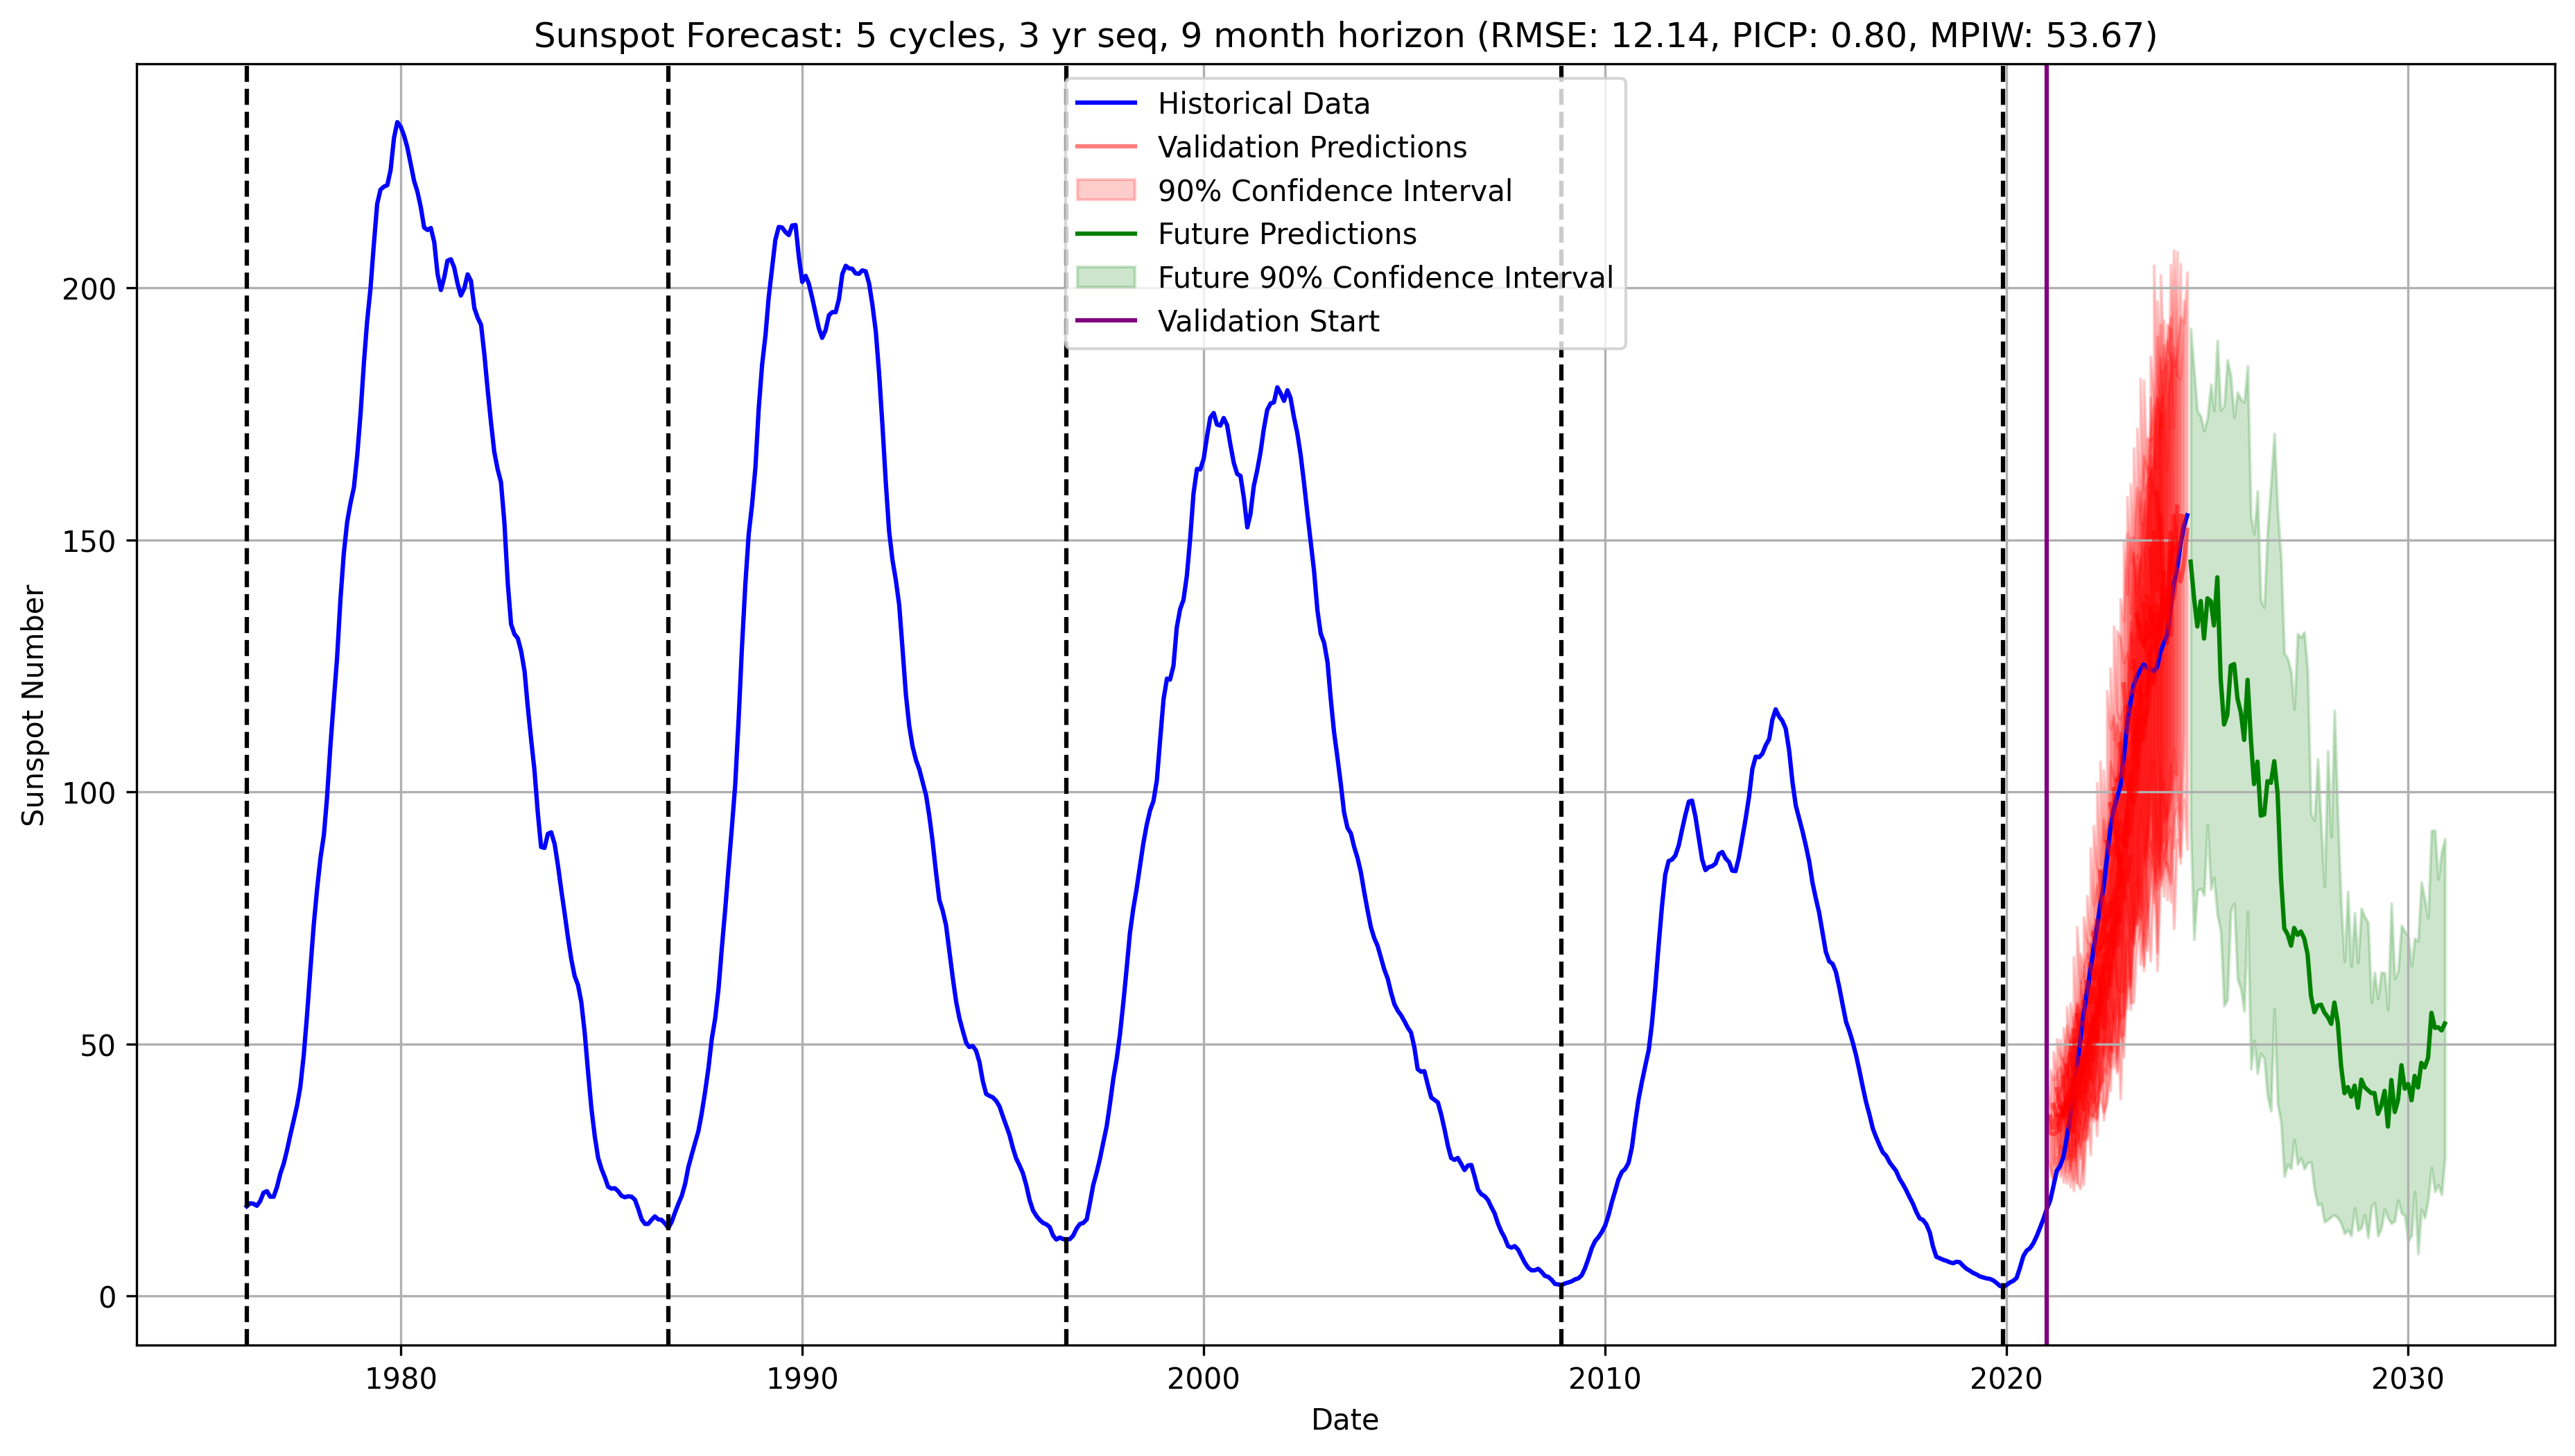 Sunspot Forecast: 5 cycles, 3 yr seq, 9 month horizon (RMSE: 12.14, PICP: 0.80, MPIW: 53.67)
Historical Data
Validation Predictions
90% Confidence Interval
Future Predictions
Future 90% Confidence Interval
Validation Start
Sunspot Number
200
150
100
50
0
1980 1990 2000 2010 2020 2030
Date